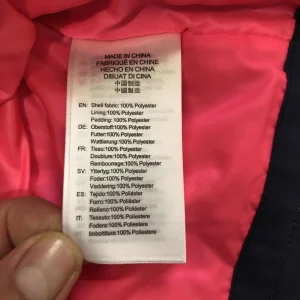 MADE IN CHINA
FABRIQUÉ EN CHINE
HECHO EN CHINA
DIBUAT DI CINA
中国制造
中國製造
EN: Shell fabric:100% Polyester
Lining:100% Polyester
Padding: 100% Polyester
DE: Oberstoff:100% Polyester
Futter:100% Polyester
Wattierung:100% Polyester
FR: Tissu:100% Polyester
Doublure:100% Polyester
Rembourrage:100% Polyester
SV: Yttertyg:100% Polyester
Foder:100% Polyester
Vaddering:100% Polyester
ES: Tejido:100% Poliéster
Forro:100% Poliéster
Relleno:100% Poliéster
IT: Tessuto:100% Poliestere
Fodera:100% Poliestere
Imbottitura:100% Poliestere